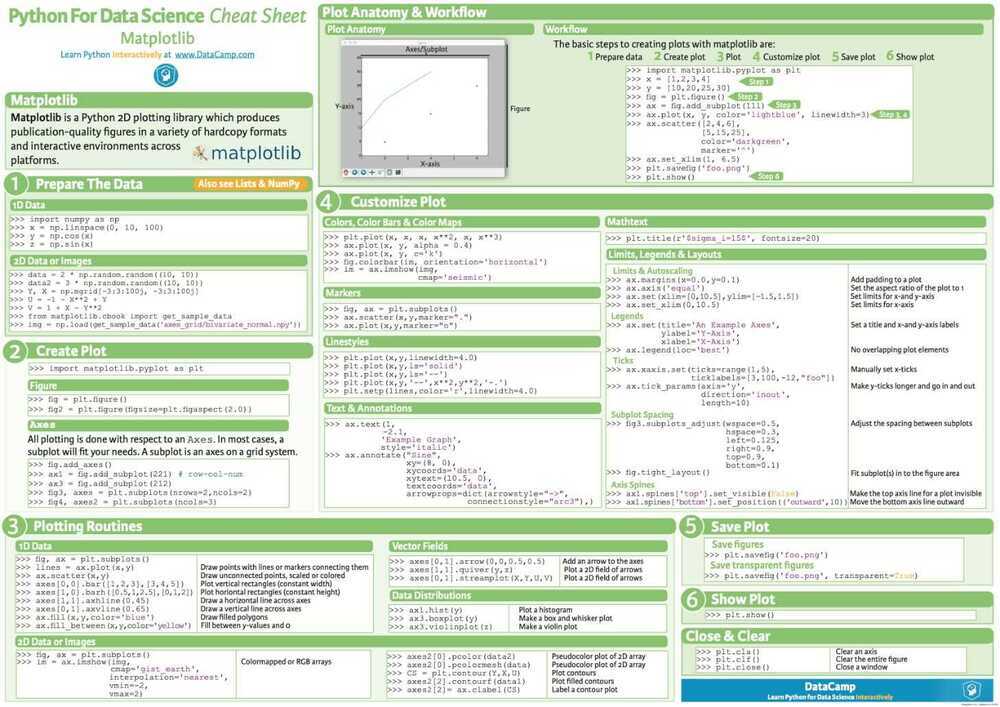 Python For Data Science Cheat Sheet
Matplotlib
Learn Python Interactively at www.DataCamp.com
Matplotlib
Matplotlib is a Python 2D plotting library which produces
publication-quality figures in a variety of hardcopy formats
and interactive environments across
platforms.
matplotlib
1 Prepare The Data
Also see Lists & NumPy
1D Data
>>> import numpy as np
>>> x = np.linspace(0, 10, 100)
>>> y = np.cos(x)
>>> z = np.sin(x)
2D Data or Images
>>> data = 2 * np.random.random((10, 10))
>>> data2 = 3 * np.random.random((10, 10))
>>> Y, X = np.mgrid[-3:3:100j, -3:3:100j]
>>> U = -1 - X**2 + Y
>>> V = 1 + X - Y**2
>>> from matplotlib.cbook import get_sample_data
>>> img = np.load(get_sample_data('axes_grid/bivariate_normal.npy'))
2 Create Plot
>>> import matplotlib.pyplot as plt
Figure
>>> fig = plt.figure()
>>> fig2 = plt.figure(figsize=plt.figaspect(2.0))
Axes
All plotting is done with respect to an Axes. In most cases, a
subplot will fit your needs. A subplot is an axes on a grid system.
>>> fig.add_axes()
>>> ax1 = fig.add_subplot(221) # row-col-num
>>> ax3 = fig.add_subplot(212)
>>> fig3, axes = plt.subplots(nrows=2,ncols=2)
>>> fig4, axes2 = plt.subplots(ncols=3)
Plot Anatomy & Workflow
Plot Anatomy
Axes/Subplot
Y-axis
X-axis
Figure
Workflow
The basic steps to creating plots with matplotlib are:
1 Prepare data 2 Create plot 3 Plot 4 Customize plot 5 Save plot 6 Show plot
>>> import matplotlib.pyplot as plt
>>> x = [1,2,3,4] Step 1
>>> y = [10,20,25,30]
>>> fig = plt.figure() Step 2
>>> ax = fig.add_subplot(111) Step 3
>>> ax.plot(x, y, color='lightblue', linewidth=3) Step 3, 4
>>> ax.scatter([2,4,6],
[5,15,25],
color='darkgreen',
marker='^')
>>> ax.set_xlim(1, 6.5)
>>> plt.savefig('foo.png')
>>> plt.show() Step 6
4 Customize Plot
Colors, Color Bars & Color Maps
>>> plt.plot(x, x, x, x**2, x, x**3)
>>> ax.plot(x, y, alpha = 0.4)
>>> ax.plot(x, y, c='k')
>>> fig.colorbar(im, orientation='horizontal')
>>> im = ax.imshow(img,
cmap='seismic')
Markers
>>> fig, ax = plt.subplots()
>>> ax.scatter(x,y,marker=".")
>>> ax.plot(x,y,marker="o")
Linestyles
>>> plt.plot(x,y,linewidth=4.0)
>>> plt.plot(x,y,ls='solid')
>>> plt.plot(x,y,ls='--')
>>> plt.plot(x,y,'--',x**2,y**2,'-.')
>>> plt.setp(lines,color='r',linewidth=4.0)
Text & Annotations
>>> ax.text(1,
-2.1,
'Example Graph',
style='italic')
>>> ax.annotate("Sine",
xy=(8, 0),
xycoords='data',
xytext=(10.5, 0),
textcoords='data',
arrowprops=dict(arrowstyle="->",
connectionstyle="arc3"),)
Mathtext
>>> plt.title(r'$sigma_i=15$', fontsize=20)
Limits, Legends & Layouts
Limits & Autoscaling
>>> ax.margins(x=0.0,y=0.1) Add padding to a plot
>>> ax.axis('equal') Set the aspect ratio of the plot to 1
>>> ax.set(xlim=[0,10.5],ylim=[-1.5,1.5]) Set limits for x-and y-axis
>>> ax.set_xlim(0,10.5) Set limits for x-axis
Legends
>>> ax.set(title='An Example Axes', Set a title and x-and y-axis labels
ylabel='Y-Axis',
xlabel='X-Axis')
>>> ax.legend(loc='best') No overlapping plot elements
Ticks
>>> ax.xaxis.set(ticks=range(1,5), Manually set x-ticks
ticklabels=[3,100,-12,"foo"])
>>> ax.tick_params(axis='y', Make y-ticks longer and go in and out
direction='inout',
length=10)
Subplot Spacing
>>> fig3.subplots_adjust(wspace=0.5, Adjust the spacing between subplots
hspace=0.3,
left=0.125,
right=0.9,
top=0.9,
bottom=0.1)
>>> fig.tight_layout() Fit subplot(s) in to the figure area
Axis Spines
>>> ax1.spines['top'].set_visible(False) Make the top axis line for a plot invisible
>>> ax1.spines['bottom'].set_position(('outward',10)) Move the bottom axis line outward
3 Plotting Routines
1D Data
>>> fig, ax = plt.subplots()
>>> lines = ax.plot(x,y) Draw points with lines or markers connecting them
>>> ax.scatter(x,y) Draw unconnected points, scaled or colored
>>> axes[0,0].bar([1,2,3],[3,4,5]) Plot vertical rectangles (constant width)
>>> axes[1,0].barh([0.5,1,2.5],[0,1,2]) Plot horiontal rectangles (constant height)
>>> axes[1,1].axhline(0.45) Draw a horizontal line across axes
>>> axes[0,1].axvline(0.65) Draw a vertical line across axes
>>> ax.fill(x,y,color='blue') Draw filled polygons
>>> ax.fill_between(x,y,color='yellow') Fill between y-values and 0
2D Data or Images
>>> fig, ax = plt.subplots()
>>> im = ax.imshow(img, Colormapped or RGB arrays
cmap='gist_earth',
interpolation='nearest',
vmin=-2,
vmax=2)
Vector Fields
>>> axes[0,1].arrow(0,0,0.5,0.5) Add an arrow to the axes
>>> axes[1,1].quiver(y,z) Plot a 2D field of arrows
>>> axes[0,1].streamplot(X,Y,U,V) Plot a 2D field of arrows
Data Distributions
>>> ax1.hist(y) Plot a histogram
>>> ax3.boxplot(y) Make a box and whisker plot
>>> ax3.violinplot(z) Make a violin plot
>>> axes2[0].pcolor(data2) Pseudocolor plot of 2D array
>>> axes2[0].pcolormesh(data) Pseudocolor plot of 2D array
>>> CS = plt.contour(Y,X,U) Plot contours
>>> axes2[2].contourf(data1) Plot filled contours
>>> axes2[2]= ax.clabel(CS) Label a contour plot
5 Save Plot
Save figures
>>> plt.savefig('foo.png')
Save transparent figures
>>> plt.savefig('foo.png', transparent=True)
6 Show Plot
>>> plt.show()
Close & Clear
>>> plt.cla() Clear an axis
>>> plt.clf() Clear the entire figure
>>> plt.close() Close a window
DataCamp
Learn Python for Data Science Interactively